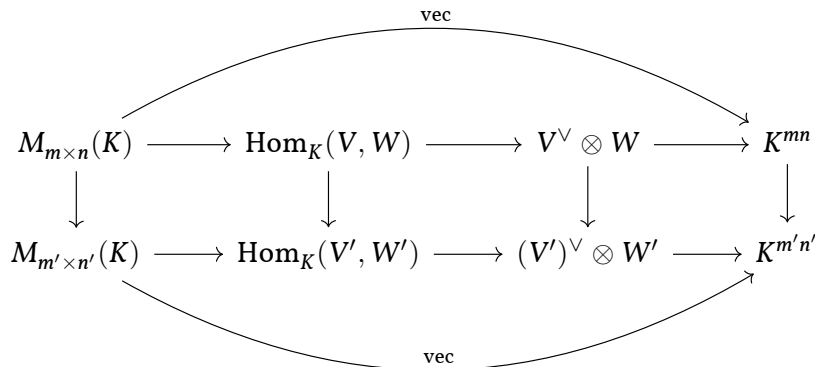 vec
M_{m×n}(K) ⟶ Hom_K(V, W) ⟶ V^∨ ⊗ W ⟶ K^{mn}
M_{m′×n′}(K) ⟶ Hom_K(V′, W′) ⟶ (V′)^∨ ⊗ W′ ⟶ K^{m′n′}
vec